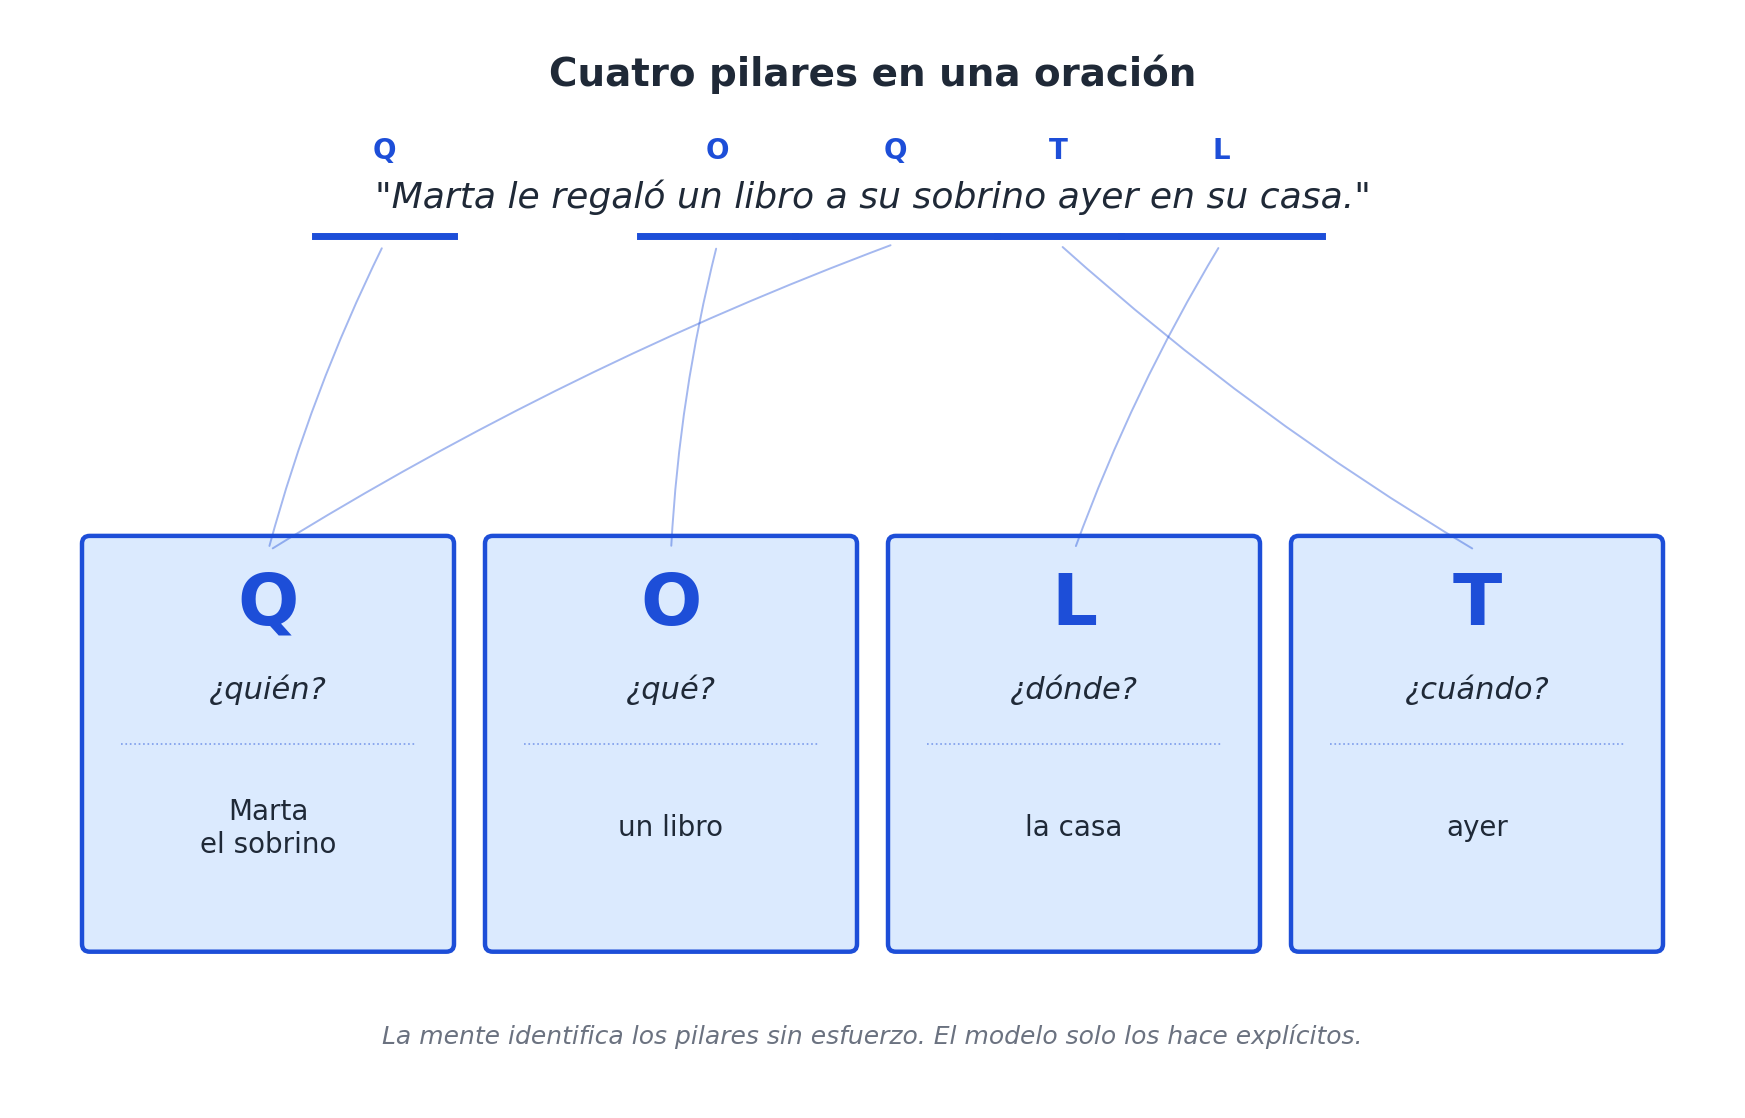 Cuatro pilares en una oración
Q O Q T L
"Marta le regaló un libro a su sobrino ayer en su casa."
Q
¿quién?
Marta
el sobrino
O
¿qué?
un libro
L
¿dónde?
la casa
T
¿cuándo?
ayer
La mente identifica los pilares sin esfuerzo. El modelo solo los hace explícitos.